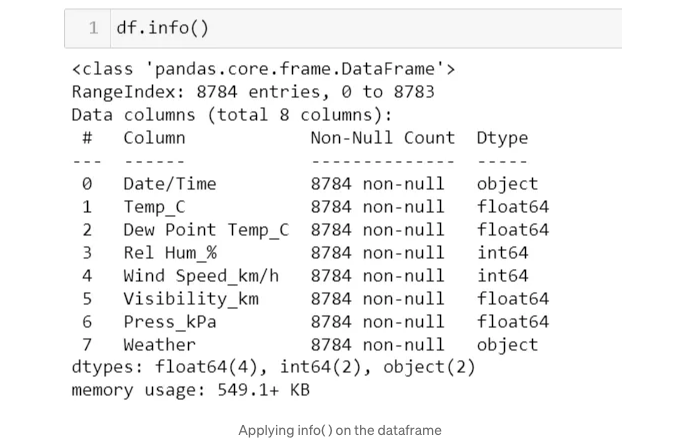 1 df.info()
<class 'pandas.core.frame.DataFrame'>
RangeIndex: 8784 entries, 0 to 8783
Data columns (total 8 columns):
# Column Non-Null Count Dtype
--- ------ -------------- -----
0 Date/Time 8784 non-null object
1 Temp_C 8784 non-null float64
2 Dew Point Temp_C 8784 non-null float64
3 Rel Hum_% 8784 non-null int64
4 Wind Speed_km/h 8784 non-null int64
5 Visibility_km 8784 non-null float64
6 Press_kPa 8784 non-null float64
7 Weather 8784 non-null object
dtypes: float64(4), int64(2), object(2)
memory usage: 549.1+ KB
Applying info() on the dataframe